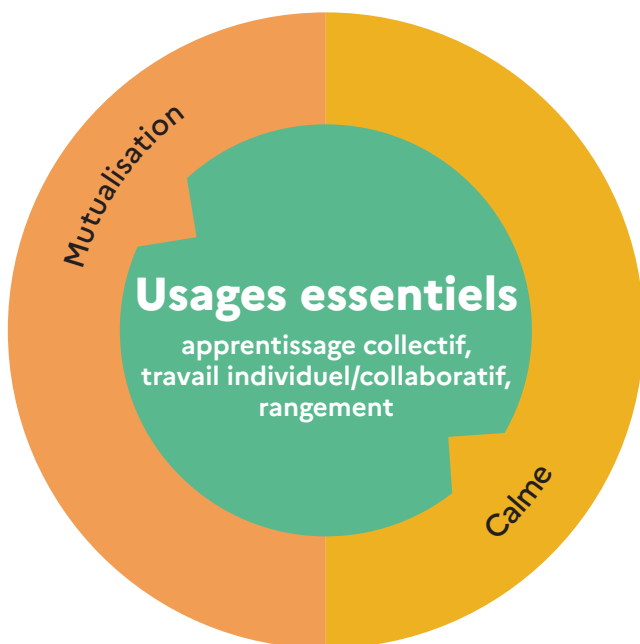 Mutualisation
Usages essentiels
apprentissage collectif,
travail individuel/collaboratif,
rangement
Calme